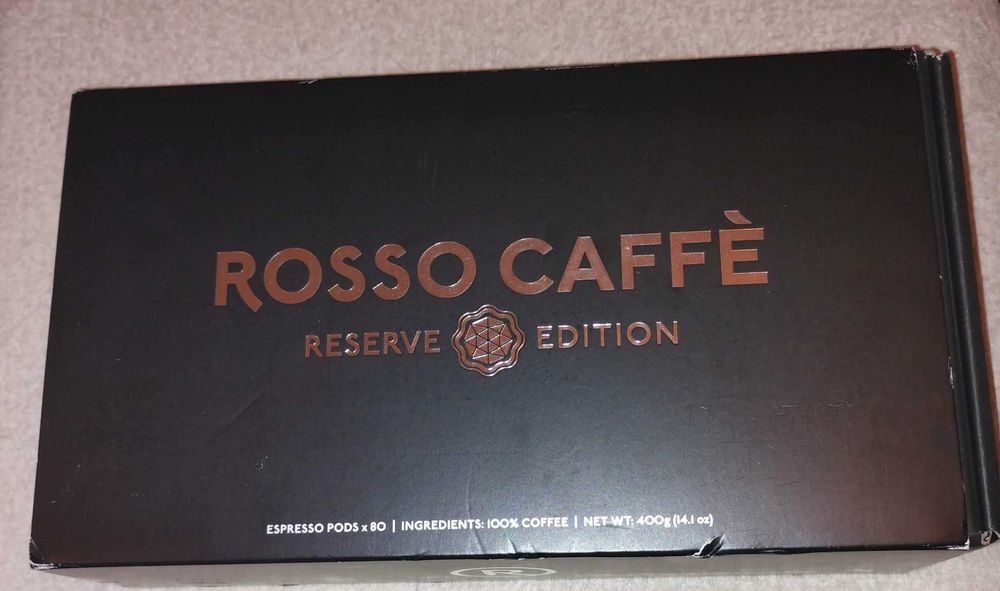 ROSSO CAFFÈ
RESERVE EDITION
ESPRESSO PODS x 80 | INGREDIENTS: 100% COFFEE | NET WT: 400g (14.1 oz)
R